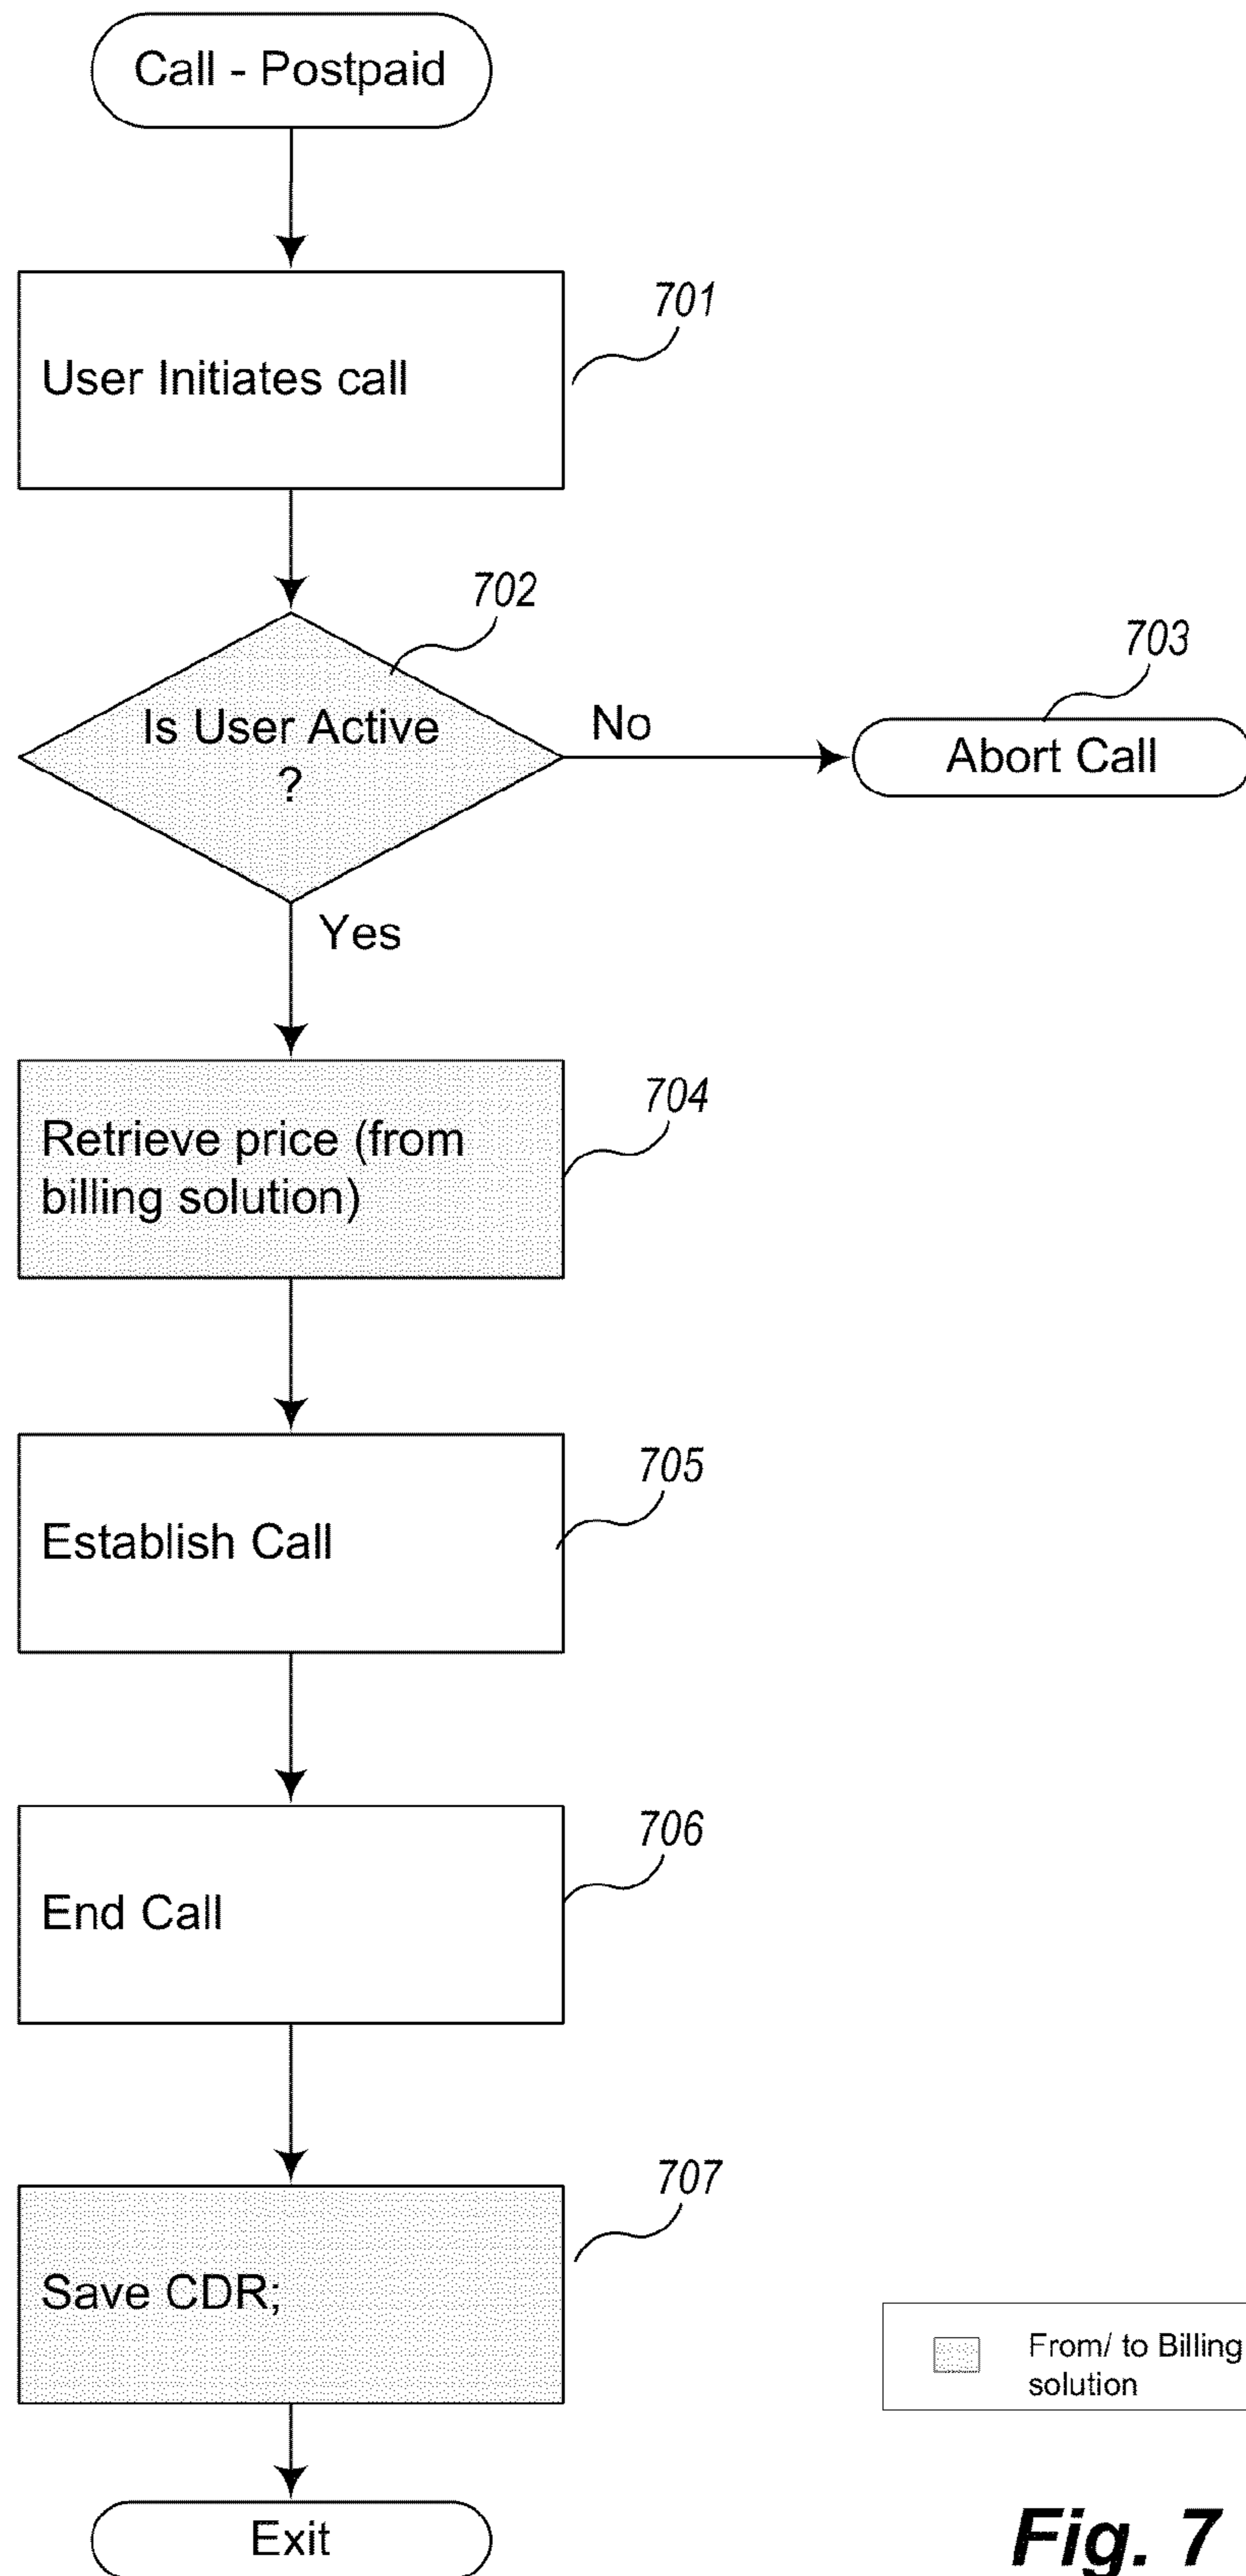 Call - Postpaid
701
User Initiates call
702
703
Is User Active
?
No
Abort Call
Yes
704
Retrieve price (from
billing solution)
705
Establish Call
706
End Call
707
Save CDR;
From/ to Billing
solution
Exit
Fig. 7